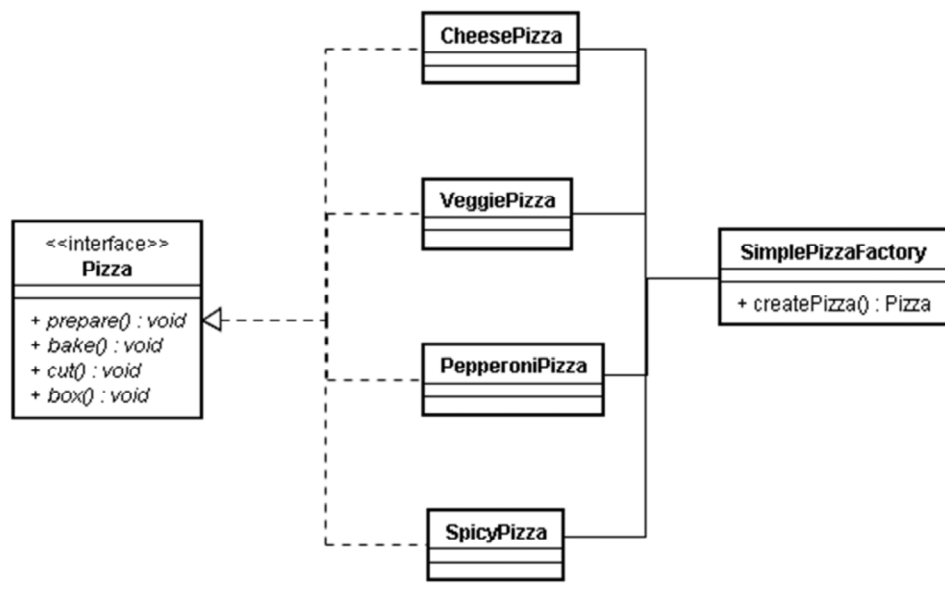 CheesePizza
VeggiePizza
<<interface>>
Pizza
+ prepare() : void
+ bake() : void
+ cut() : void
+ box() : void
SimplePizzaFactory
+ createPizza() : Pizza
PepperoniPizza
SpicyPizza